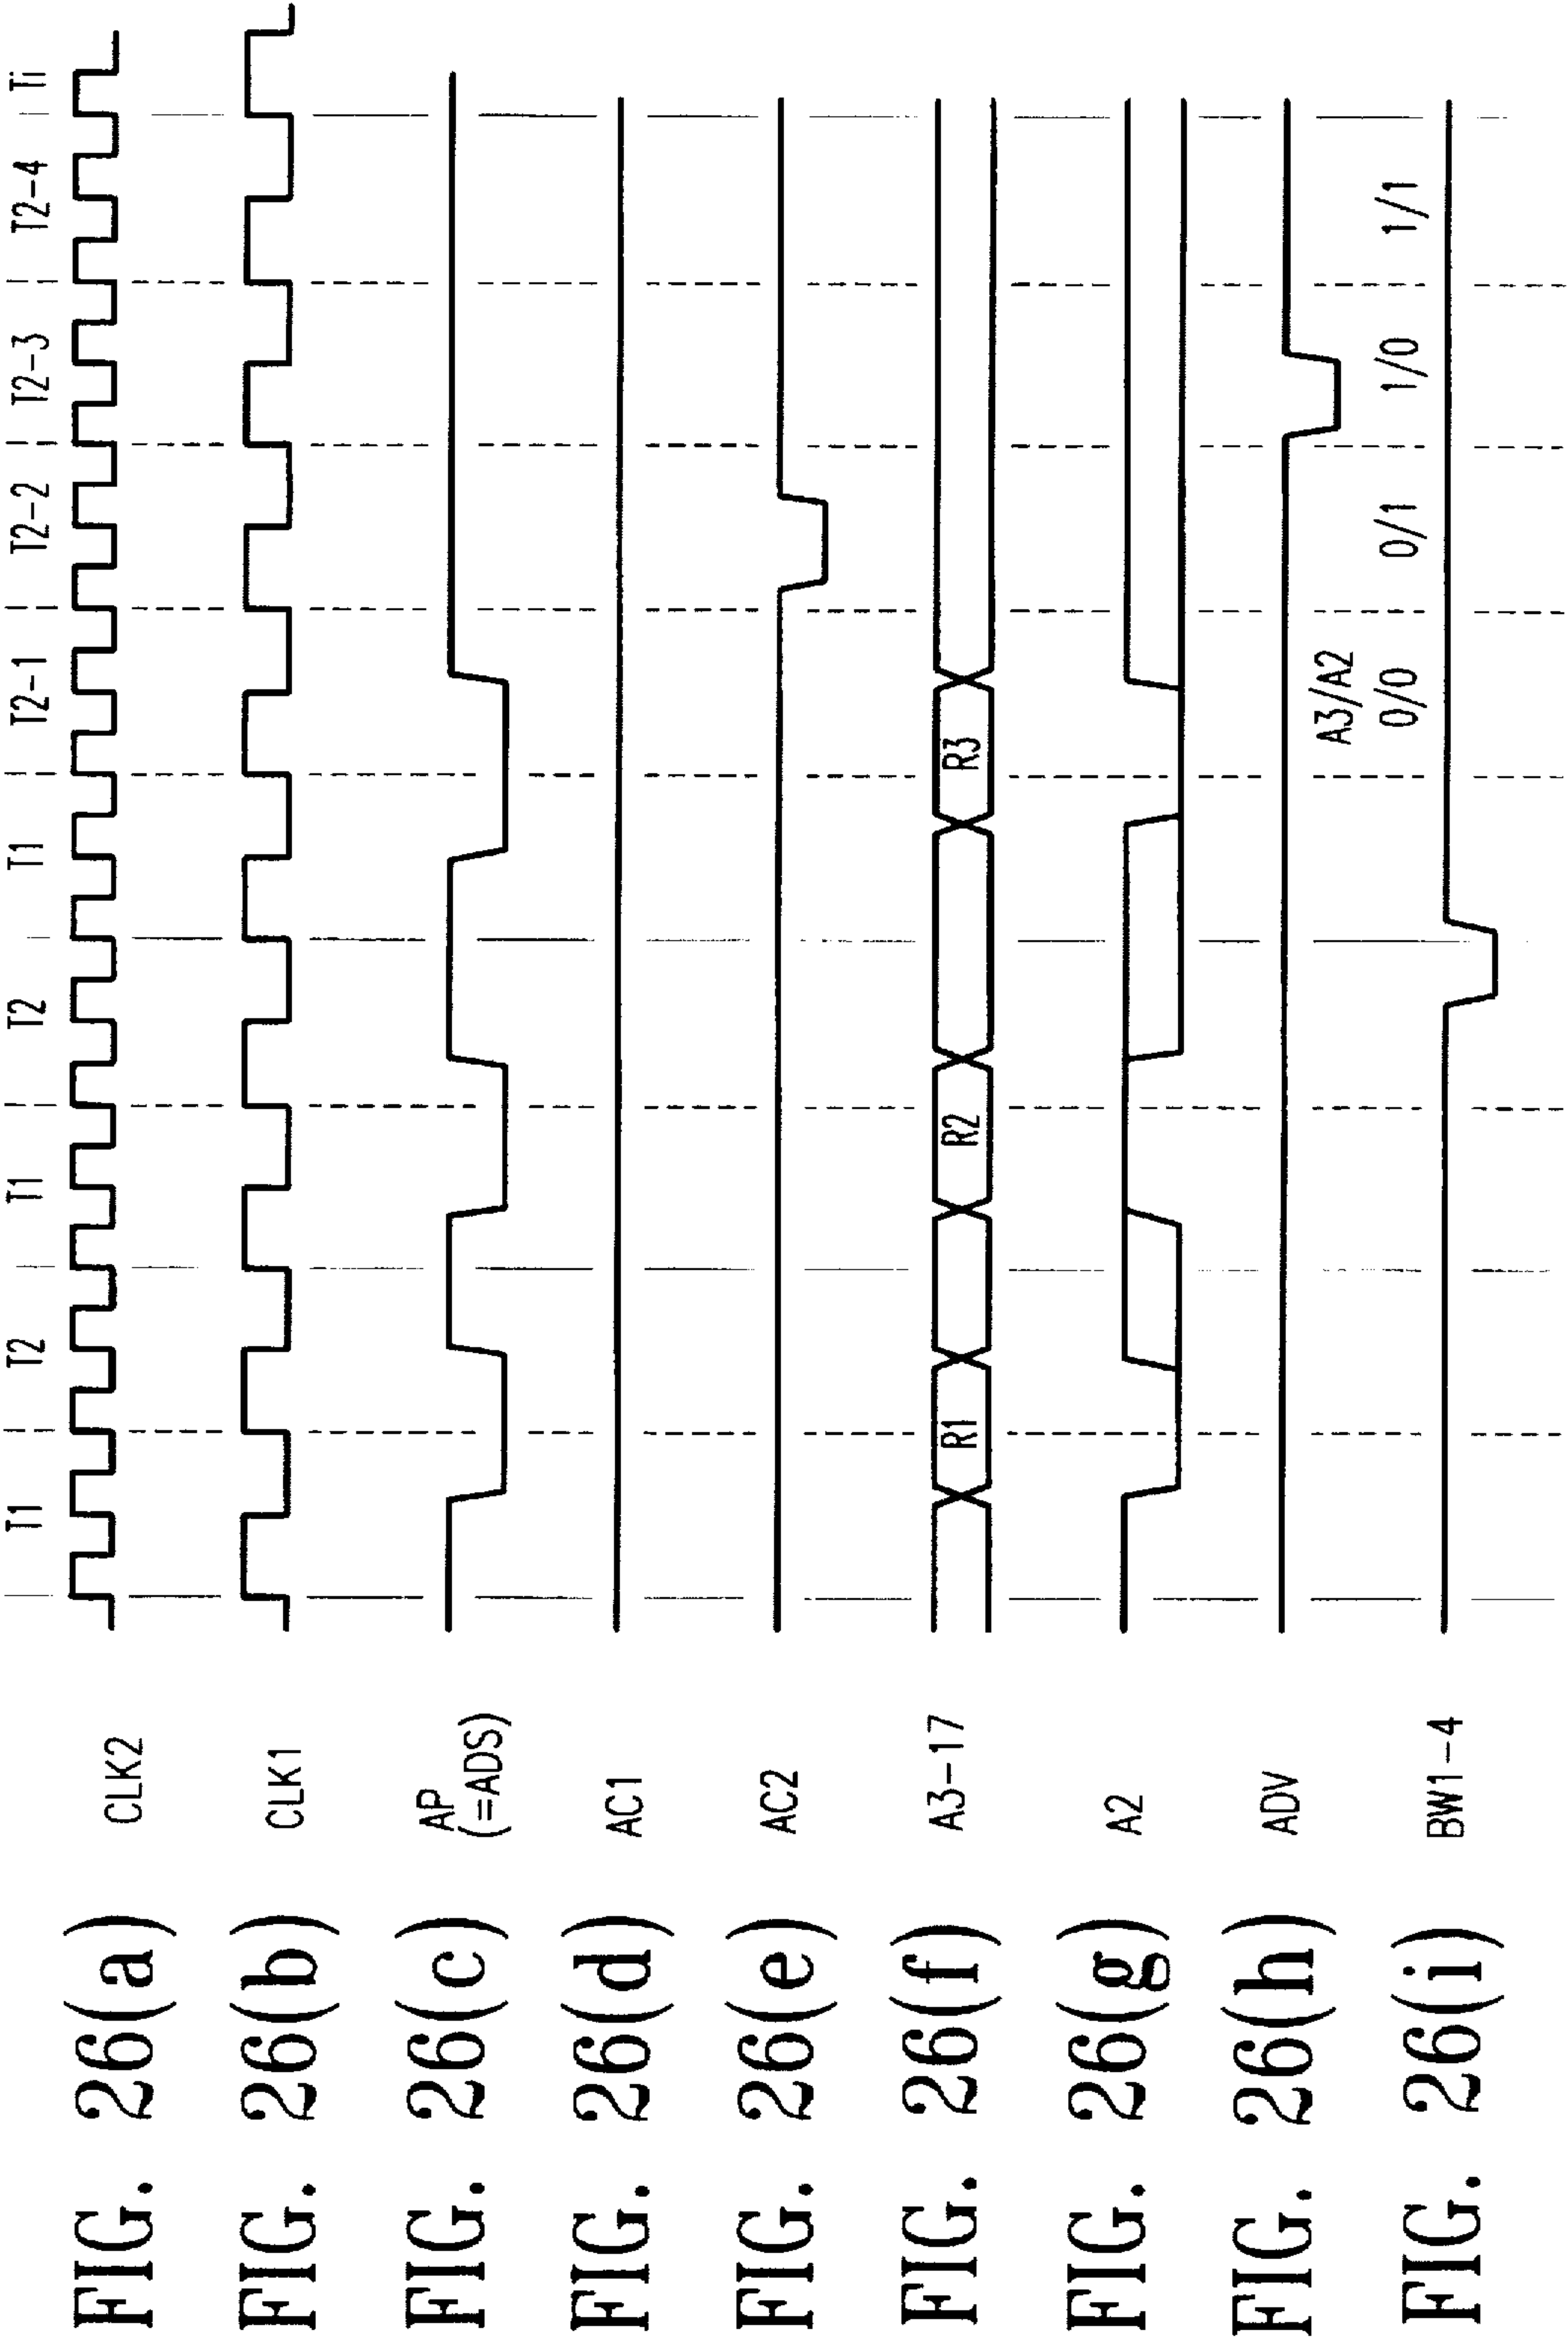 T1 T2 T1 T2 T1 T2-1 T2-2 T2-3 T2-4 Ti
FIG. 26(a) CLK2
FIG. 26(b) CLK1
FIG. 26(c) AP
(=ADS)
FIG. 26(d) AC1
FIG. 26(e) AC2
FIG. 26(f) A3-17 R1 R2 R3
FIG. 26(g) A2
FIG. 26(h) ADV
A3/A2
0/0 0/1 1/0 1/1
FIG. 26(i) BW1-4